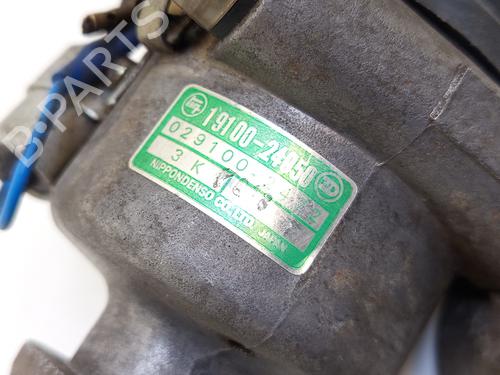 19100-24050
029100
3 K
NIPPONDENSO CO., LTD. JAPAN
B-PARTS